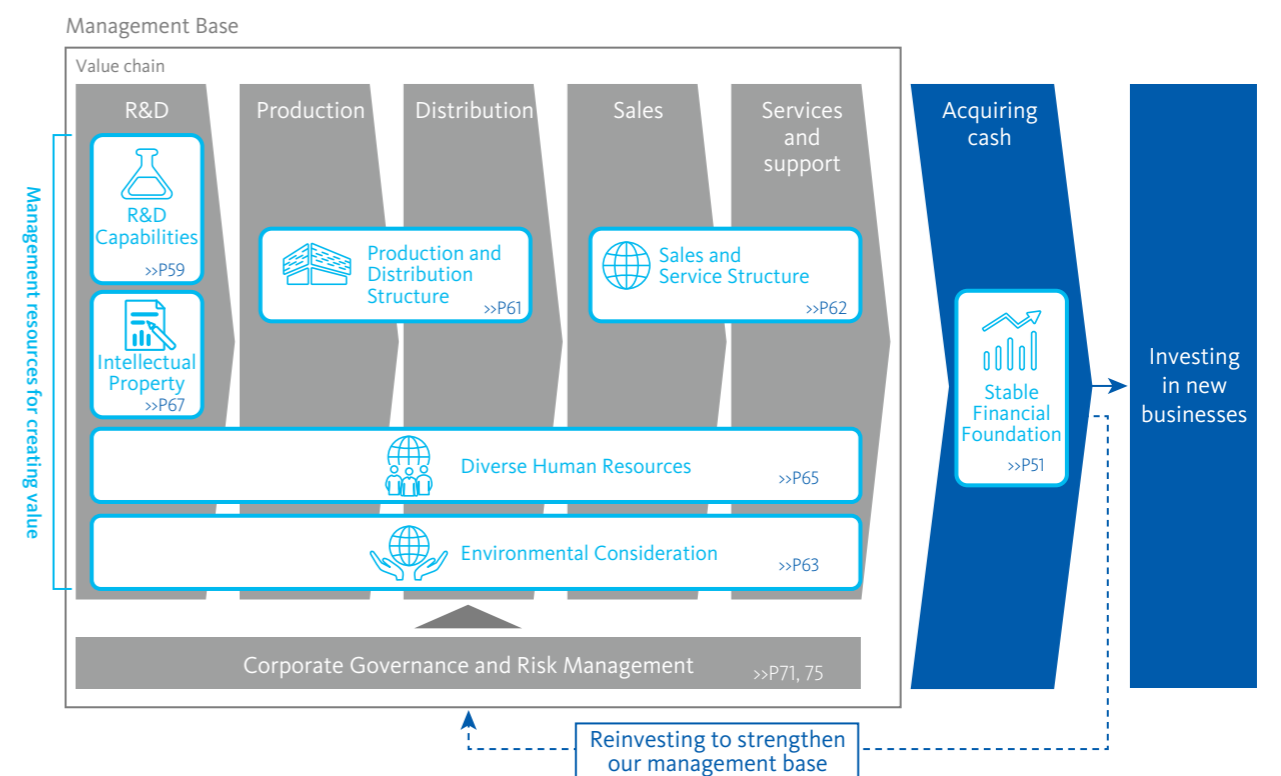 Management Base
Value chain
R&D
Production
Distribution
Sales
Services
and
support
Acquiring
cash
Investing
in new
businesses
Management resources for creating value
R&D
Capabilities
>>P59
Intellectual
Property
>>P67
Production and
Distribution
Structure
>>P61
Sales and
Service Structure
>>P62
Stable
Financial
Foundation
>>P51
Diverse Human Resources
>>P65
Environmental Consideration
>>P63
Corporate Governance and Risk Management
>>P71, 75
Reinvesting to strengthen
our management base